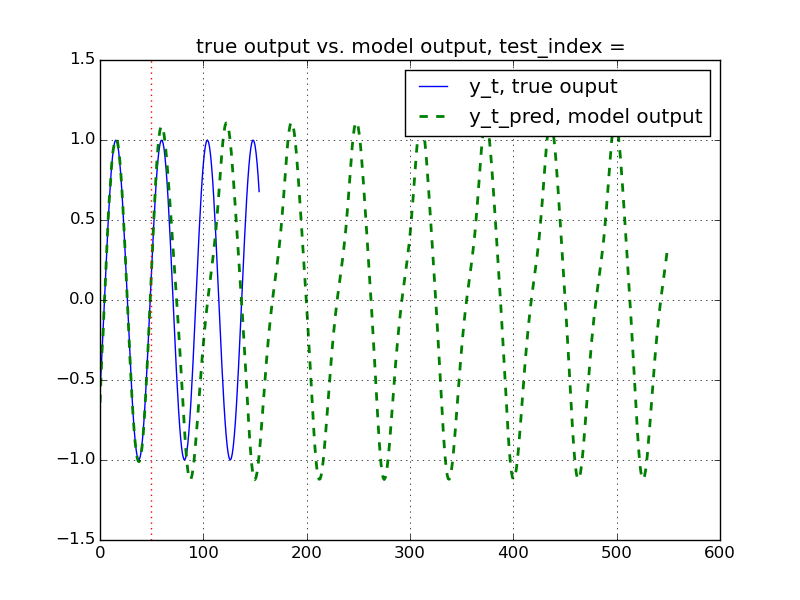 true output vs. model output, test_index =
y_t, true ouput
y_t_pred, model output
1.5
1.0
0.5
0.0
−0.5
−1.0
−1.5
0 100 200 300 400 500 600